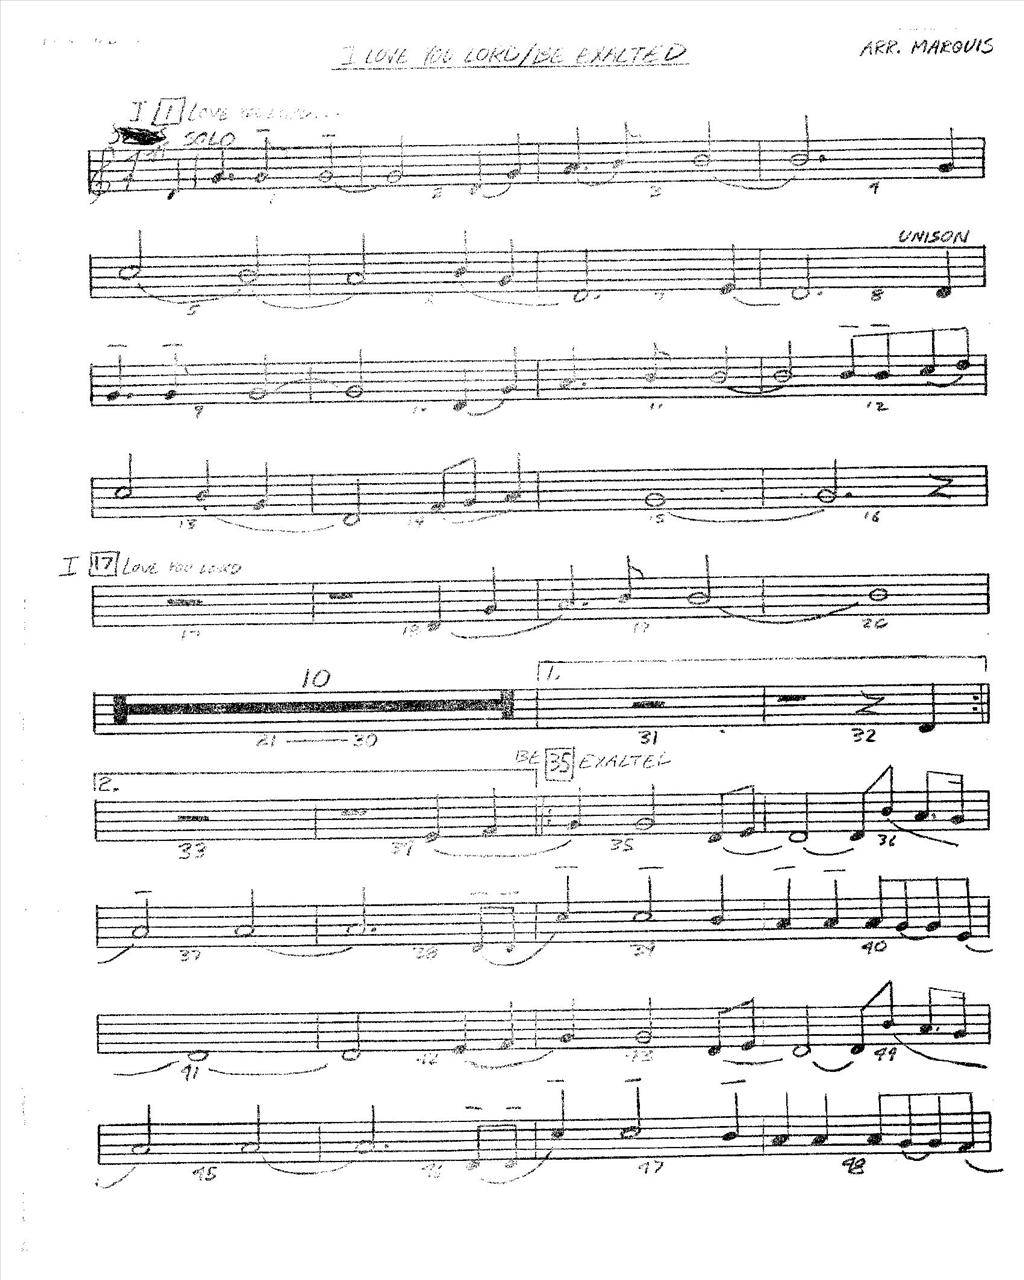 I LOVE YOU LORD/BE EXALTED
ARR. MARQUIS
I 1 LOVE YOU LORD...
SOLO
1 2 3 4
UNISON
5 6 7 8
9 10 11 12
13 14 15 16
I 17 LOVE YOU LORD
17 18 19 20
10
1.
21 — 30 31 32
BE 35 EXALTED
2.
33 34 35 36
37 38 39 40
41 42 43 44
45 46 47 48